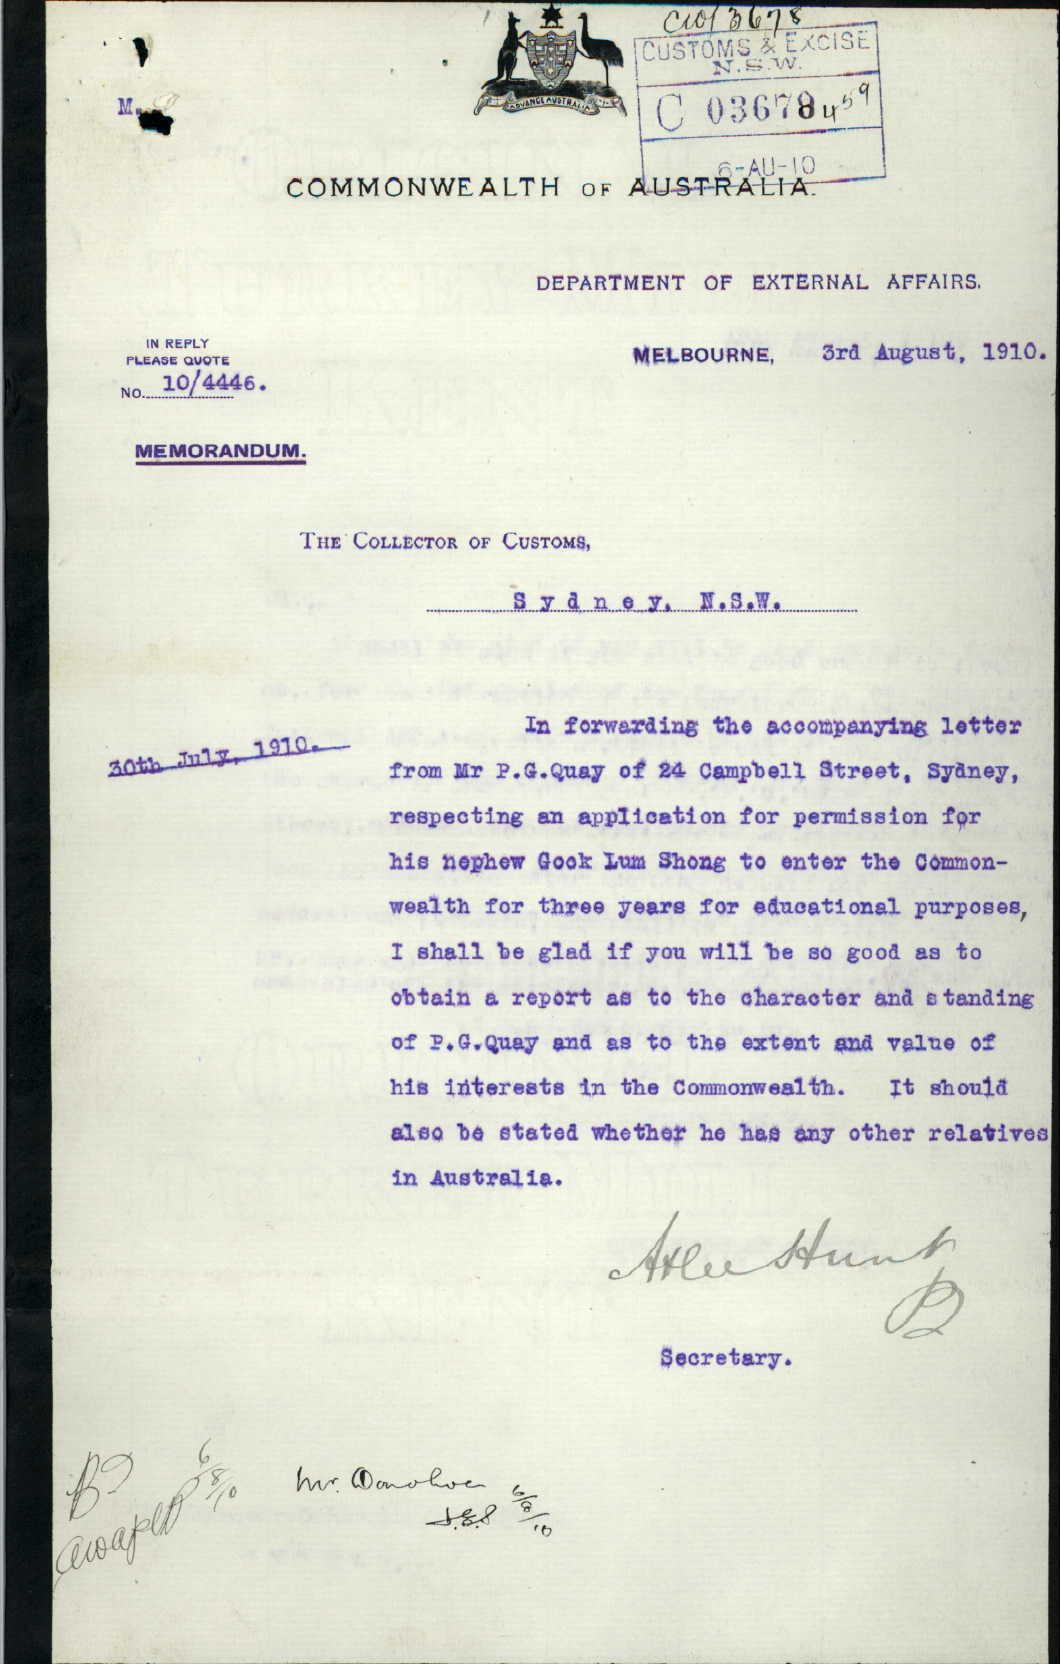 C10/3678
CUSTOMS & EXCISE
N.S.W.
C 03678
6-AU-10
ADVANCE AUSTRALIA
M.
COMMONWEALTH OF AUSTRALIA.
DEPARTMENT OF EXTERNAL AFFAIRS.
IN REPLY
PLEASE QUOTE
No. 10/4446.
MELBOURNE, 3rd August, 1910.
MEMORANDUM.
THE COLLECTOR OF CUSTOMS,
Sydney, N.S.W.
30th July, 1910.
In forwarding the accompanying letter
from Mr P.G.Quay of 24 Campbell Street, Sydney,
respecting an application for permission for
his nephew Gook Lum Shong to enter the Common-
wealth for three years for educational purposes,
I shall be glad if you will be so good as to
obtain a report as to the character and standing
of P.G.Quay and as to the extent and value of
his interests in the Commonwealth. It should
also be stated whether he has any other relatives
in Australia.
Atlee Hunt
Secretary.
6/8/10
Mr. Donohoe
6/8/10